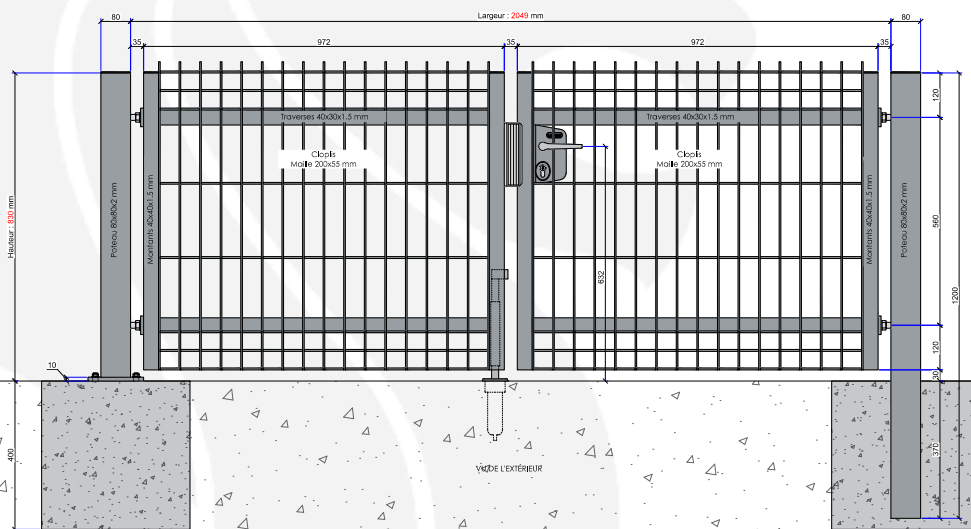 Largeur : 2049 mm
80
80
35
972
35
972
35
Traverses 40x30x1.5 mm
Traverses 40x30x1.5 mm
120
Cloplis
Maille 200x55 mm
Cloplis
Maille 200x55 mm
Hauteur : 830 mm
Poteau 80x80x2 mm
Montants 40x40x1.5 mm
632
Montants 40x40x1.5 mm
Poteau 80x80x2 mm
560
1200
120
10
30
400
370
VUE DE L'EXTÉRIEUR